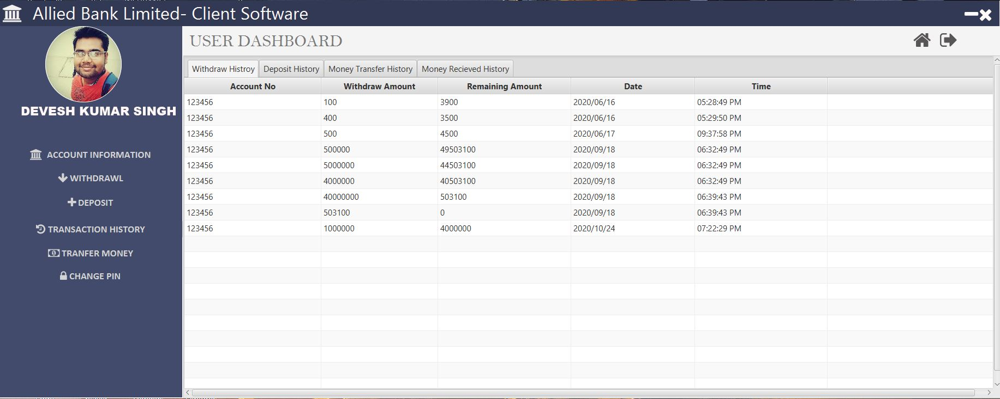 Allied Bank Limited- Client Software
DEVESH KUMAR SINGH
ACCOUNT INFORMATION
WITHDRAWL
DEPOSIT
TRANSACTION HISTORY
TRANFER MONEY
CHANGE PIN
USER DASHBOARD
Withdraw Histroy Deposit History Money Transfer History Money Recieved History
Account No Withdraw Amount Remaining Amount Date Time
123456 100 3900 2020/06/16 05:28:49 PM
123456 400 3500 2020/06/16 05:29:50 PM
123456 500 4500 2020/06/17 09:37:58 PM
123456 500000 49503100 2020/09/18 06:32:49 PM
123456 5000000 44503100 2020/09/18 06:32:49 PM
123456 4000000 40503100 2020/09/18 06:32:49 PM
123456 40000000 503100 2020/09/18 06:39:43 PM
123456 503100 0 2020/09/18 06:39:43 PM
123456 1000000 4000000 2020/10/24 07:22:29 PM